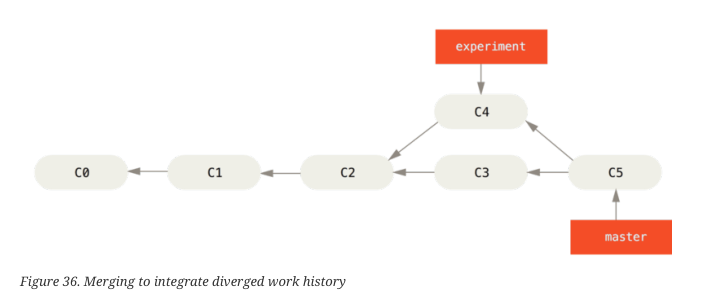 experiment
C4
C0 C1 C2 C3 C5
master
Figure 36. Merging to integrate diverged work history